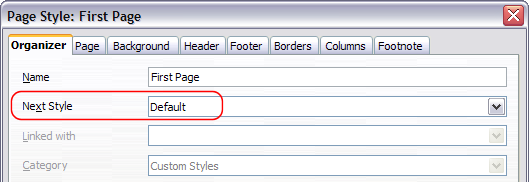 Page Style: First Page
Organizer Page Background Header Footer Borders Columns Footnote
Name First Page
Next Style Default
Linked with
Category Custom Styles